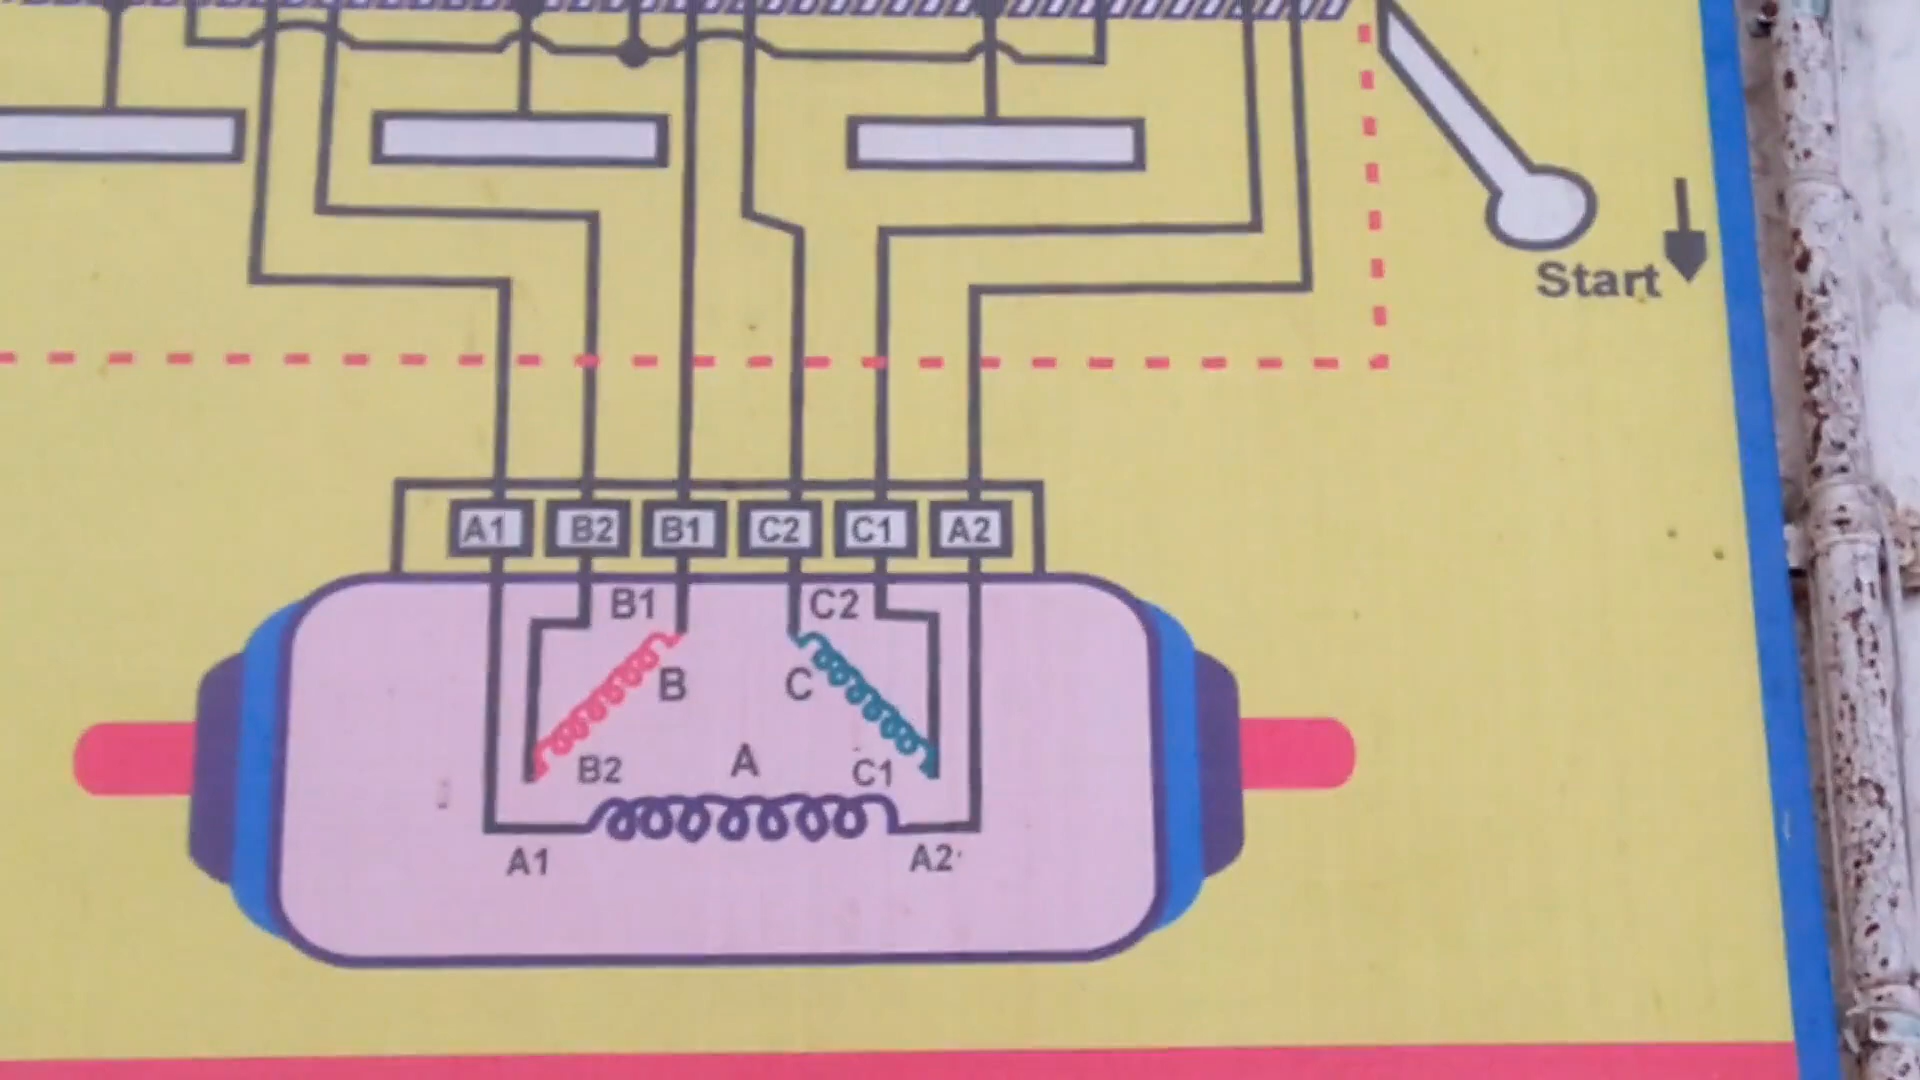 Start
A1 B2 B1 C2 C1 A2
B1 C2
B C
B2 A C1
A1 A2